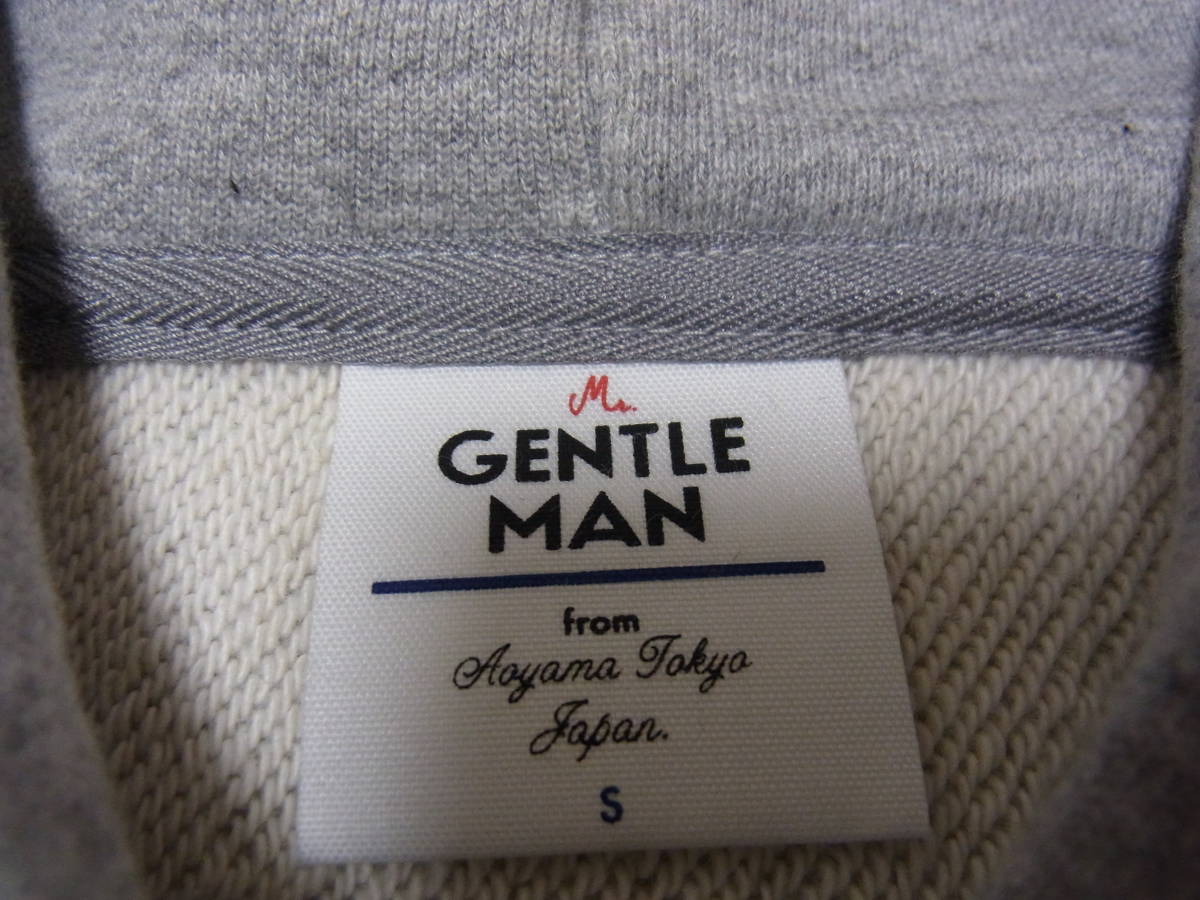 Mr.
GENTLE
MAN
from
Aoyama Tokyo
Japan.
S